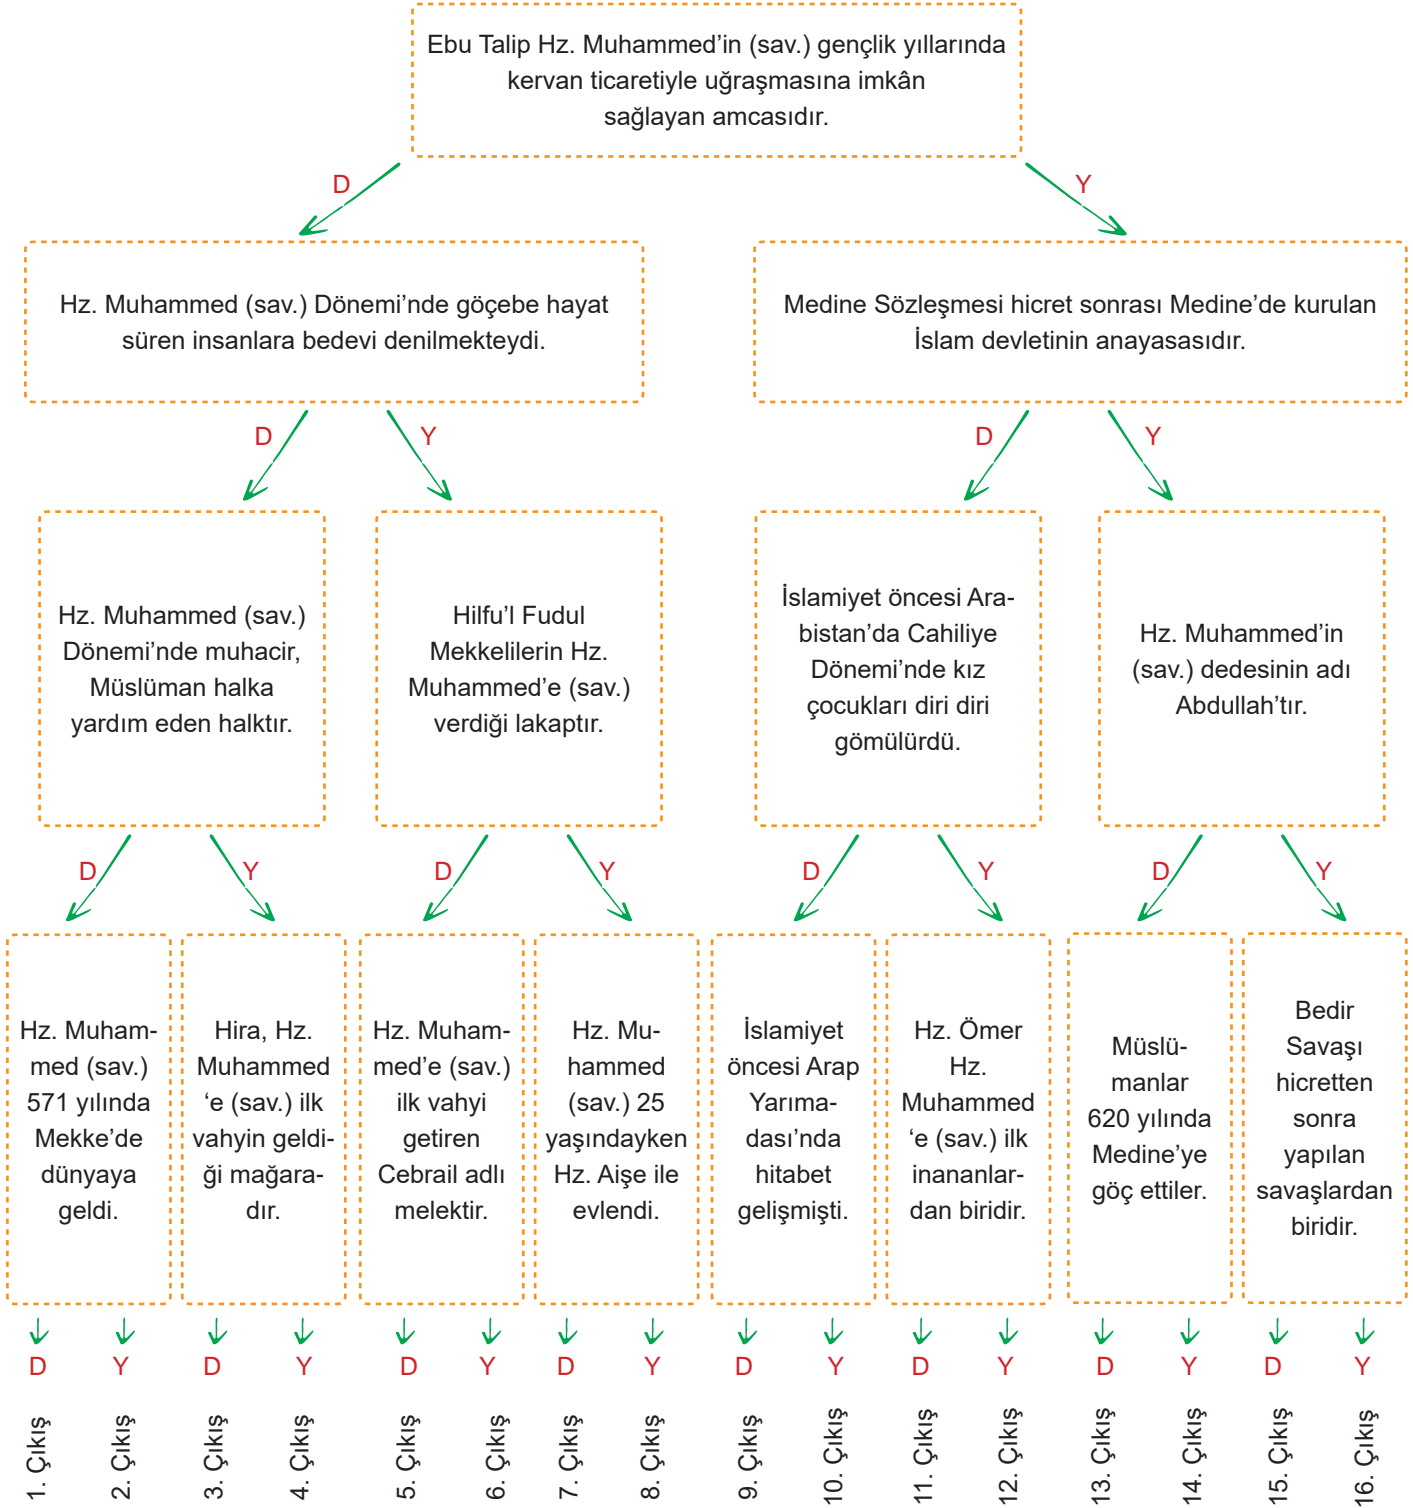 Ebu Talip Hz. Muhammed’in (sav.) gençlik yıllarında
kervan ticaretiyle uğraşmasına imkân
sağlayan amcasıdır.
D
Y
Hz. Muhammed (sav.) Dönemi’nde göçebe hayat
süren insanlara bedevi denilmekteydi.
Medine Sözleşmesi hicret sonrası Medine’de kurulan
İslam devletinin anayasasıdır.
D
Y
D
Y
Hz. Muhammed (sav.)
Dönemi’nde muhacir,
Müslüman halka
yardım eden halktır.
Hilfu’l Fudul
Mekkelilerin Hz.
Muhammed’e (sav.)
verdiği lakaptır.
İslamiyet öncesi Ara-
bistan’da Cahiliye
Dönemi’nde kız
çocukları diri diri
gömülürdü.
Hz. Muhammed’in
(sav.) dedesinin adı
Abdullah’tır.
D
Y
D
Y
D
Y
D
Y
Hz. Muham-
med (sav.)
571 yılında
Mekke’de
dünyaya
geldi.
Hira, Hz.
Muhammed
‘e (sav.) ilk
vahyin geldi-
ği mağara-
dır.
Hz. Muham-
med’e (sav.)
ilk vahyi
getiren
Cebrail adlı
melektir.
Hz. Mu-
hammed
(sav.) 25
yaşındayken
Hz. Aişe ile
evlendi.
İslamiyet
öncesi Arap
Yarıma-
dası’nda
hitabet
gelişmişti.
Hz. Ömer
Hz.
Muhammed
‘e (sav.) ilk
inananlar-
dan biridir.
Müslü-
manlar
620 yılında
Medine’ye
göç ettiler.
Bedir
Savaşı
hicretten
sonra
yapılan
savaşlardan
biridir.
D
Y
D
Y
D
Y
D
Y
D
Y
D
Y
D
Y
D
Y
1. Çıkış
2. Çıkış
3. Çıkış
4. Çıkış
5. Çıkış
6. Çıkış
7. Çıkış
8. Çıkış
9. Çıkış
10. Çıkış
11. Çıkış
12. Çıkış
13. Çıkış
14. Çıkış
15. Çıkış
16. Çıkış